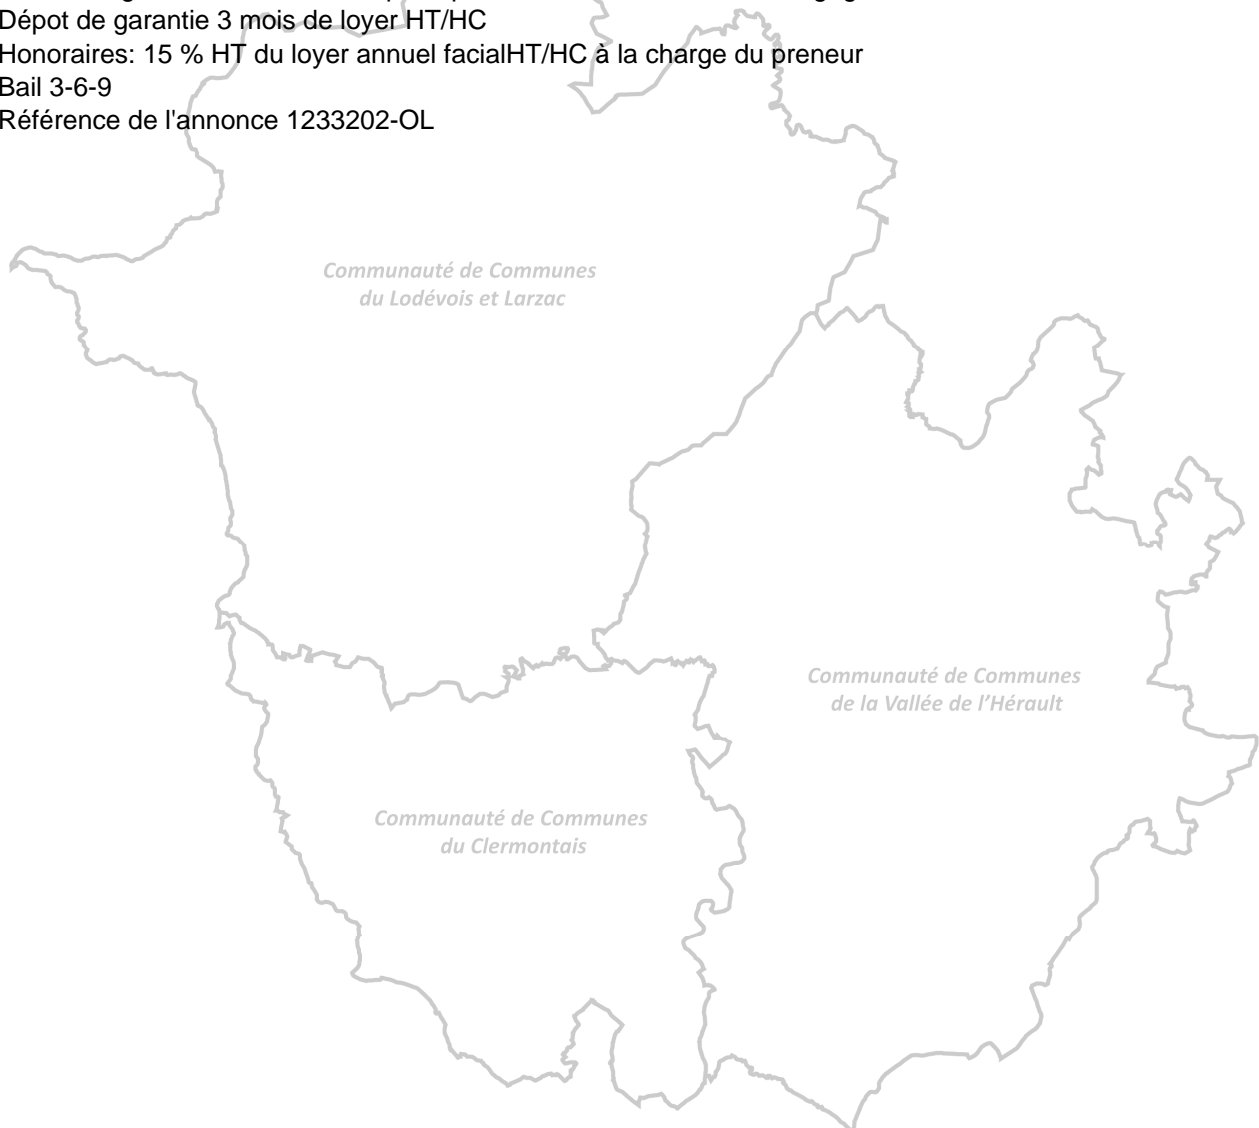 Dépot de garantie 3 mois de loyer HT/HC
Honoraires: 15 % HT du loyer annuel facialHT/HC à la charge du preneur
Bail 3-6-9
Référence de l'annonce 1233202-OL
Communauté de Communes
du Lodévois et Larzac
Communauté de Communes
de la Vallée de l’Hérault
Communauté de Communes
du Clermontais